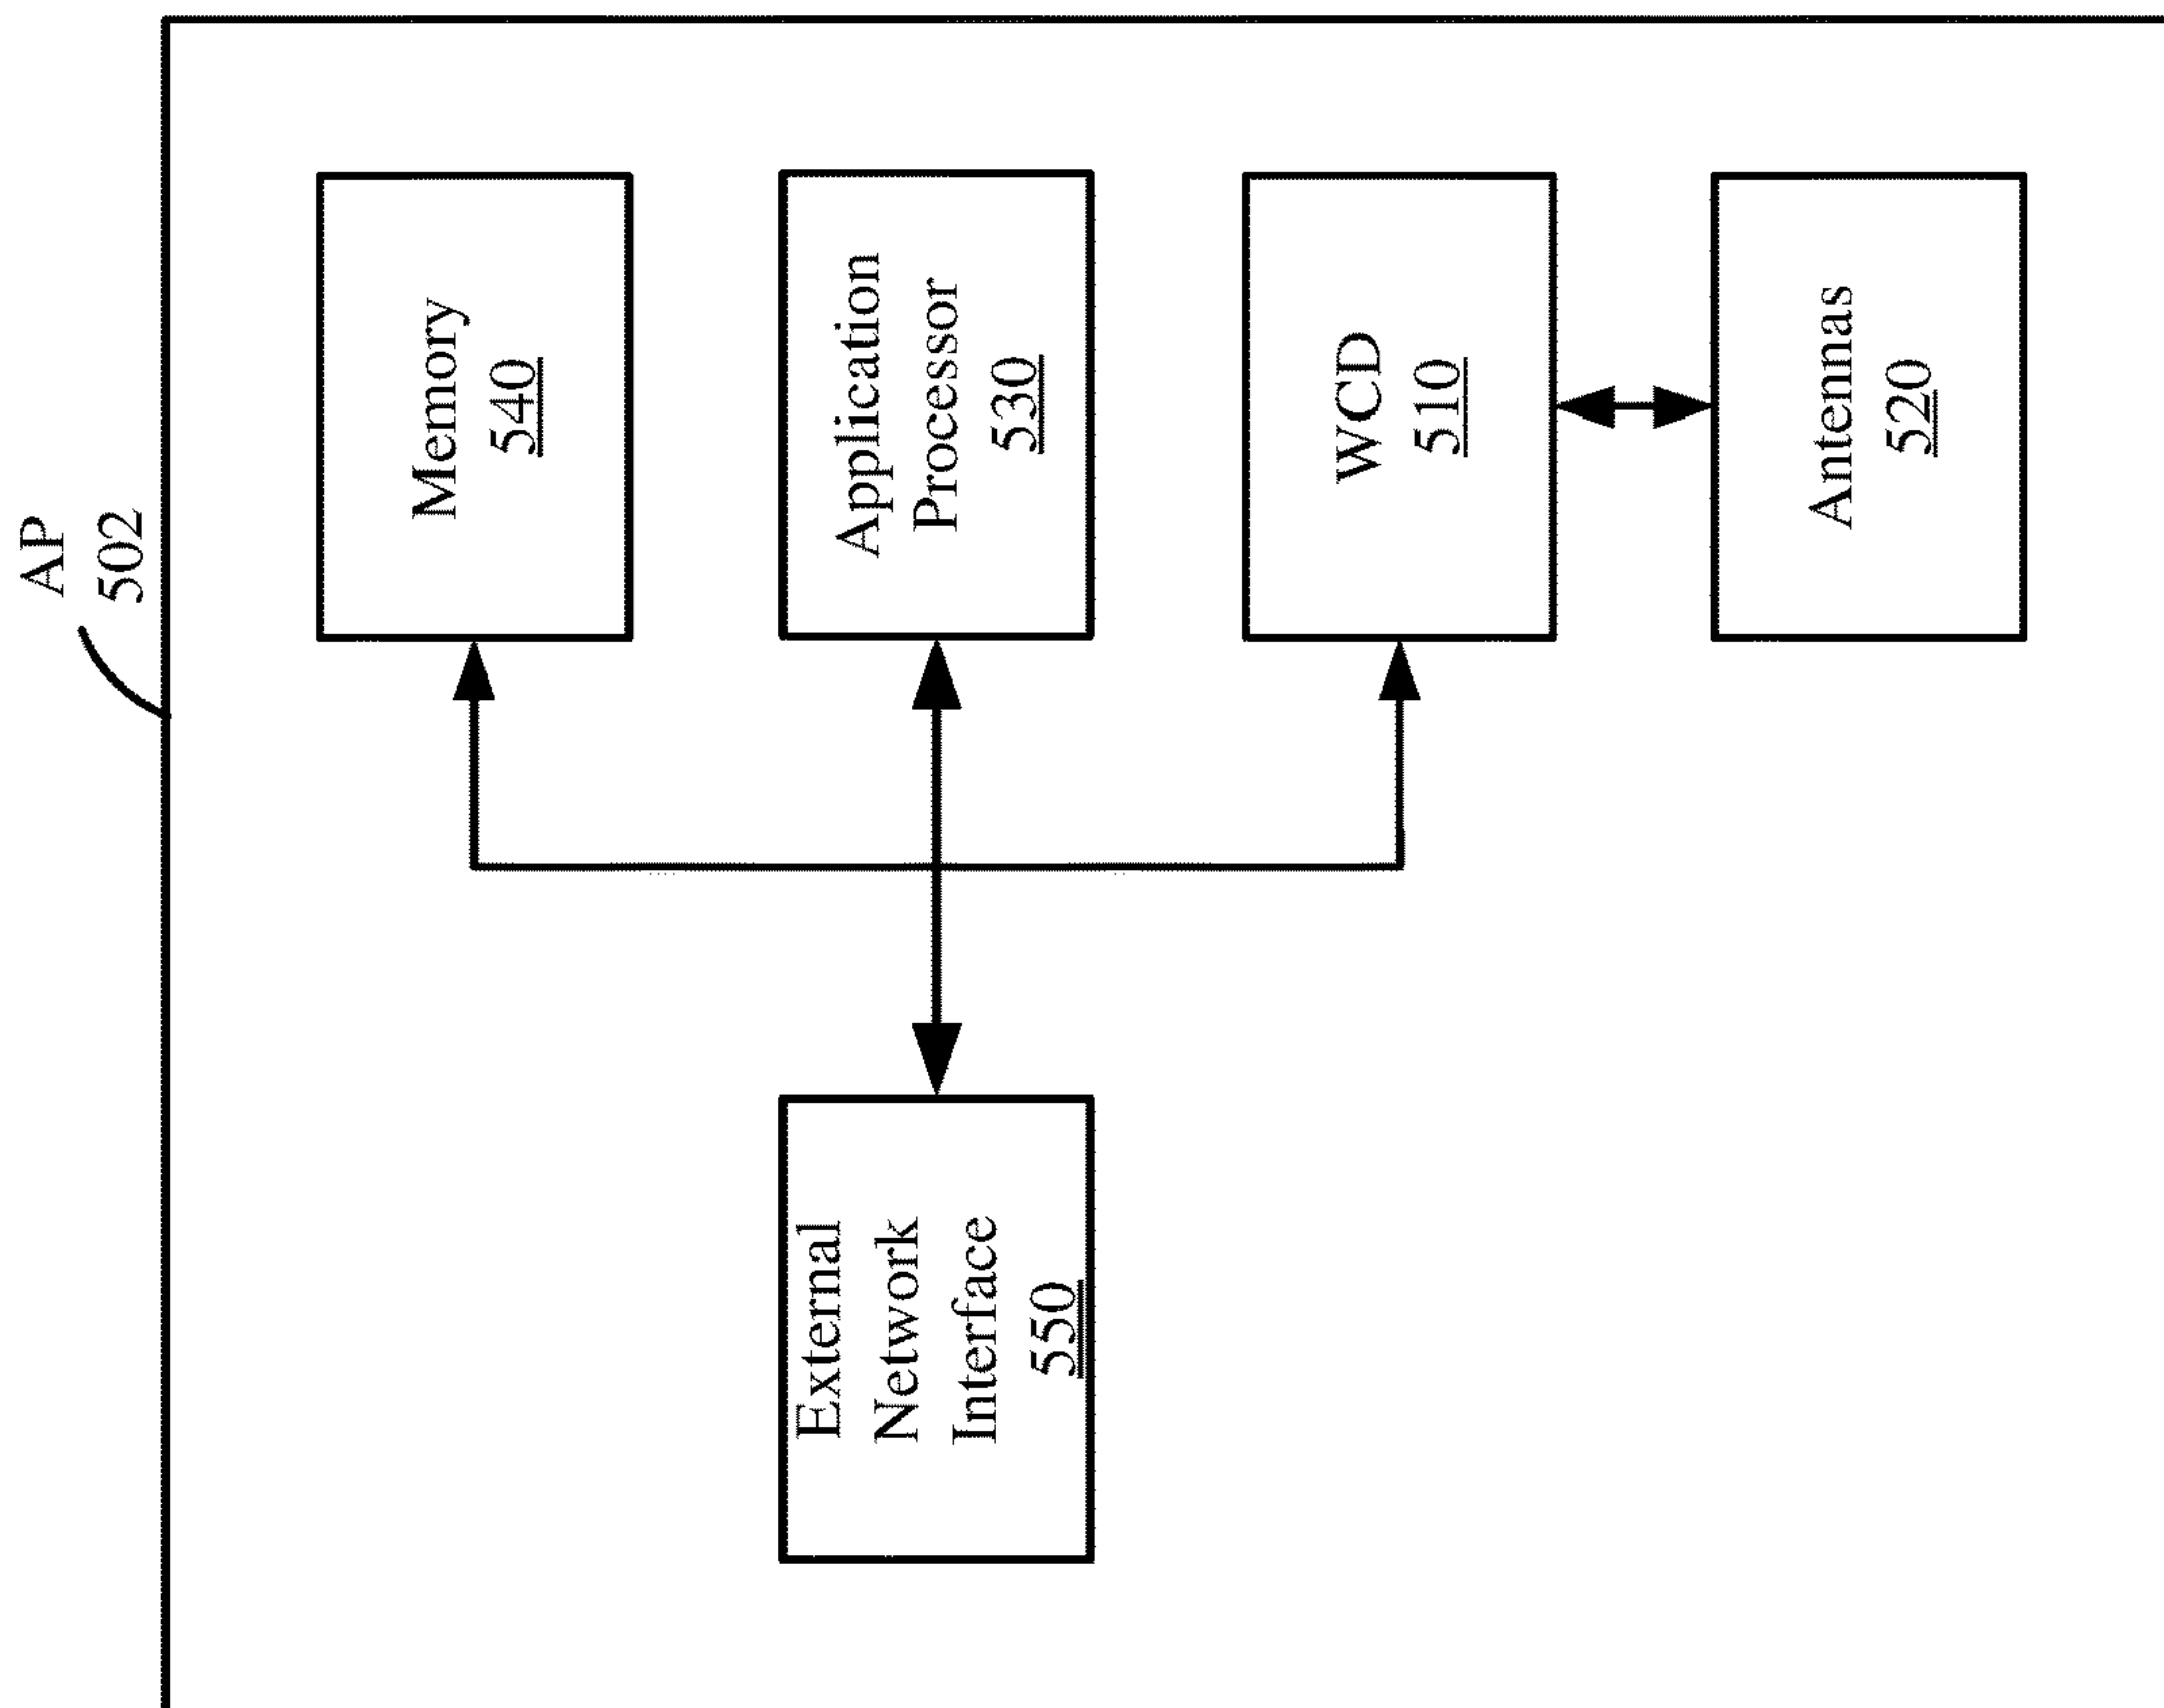 AP
502
Memory
540
Application
Processor
530
WCD
510
Antennas
520
External
Network
Interface
550